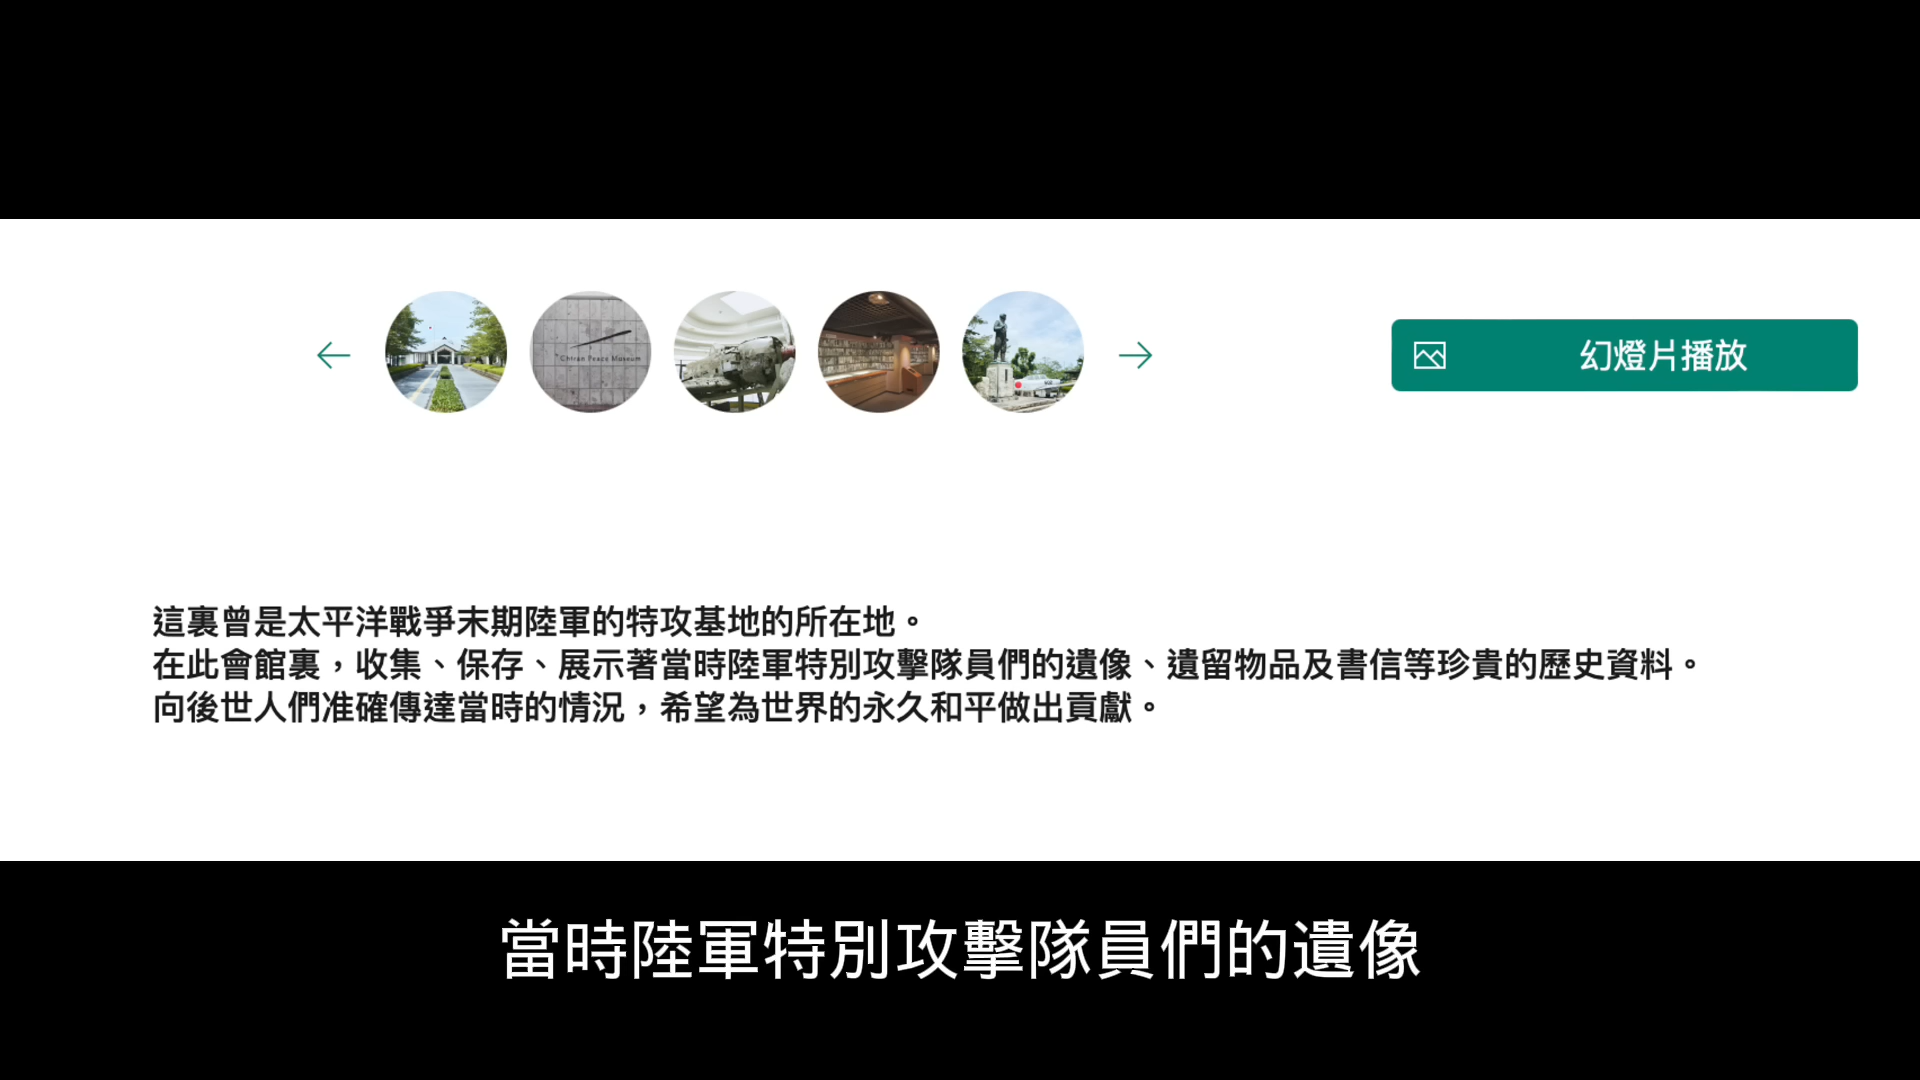 Chiran Peace Museum
幻燈片播放
這裏曾是太平洋戰爭末期陸軍的特攻基地的所在地。
在此會館裏，收集、保存、展示著當時陸軍特別攻擊隊員們的遺像、遺留物品及書信等珍貴的歷史資料。
向後世人們准確傳達當時的情況，希望為世界的永久和平做出貢獻。
當時陸軍特別攻擊隊員們的遺像